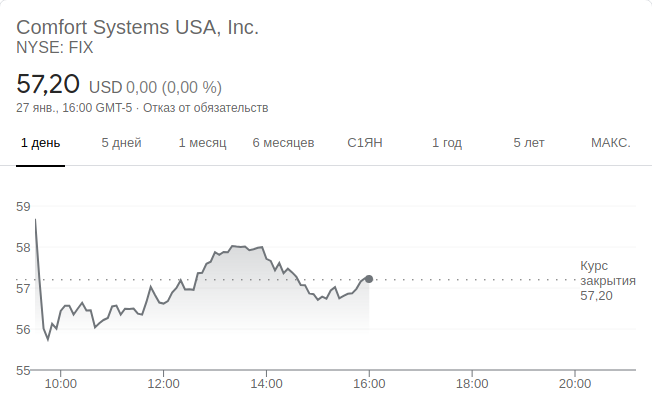 Comfort Systems USA, Inc.
NYSE: FIX
57,20 USD 0,00 (0,00 %)
27 янв., 16:00 GMT-5 · Отказ от обязательств
1 день 5 дней 1 месяц 6 месяцев С1ЯН 1 год 5 лет МАКС.
59
58
Курс
закрытия
57,20
57
56
55
10:00 12:00 14:00 16:00 18:00 20:00